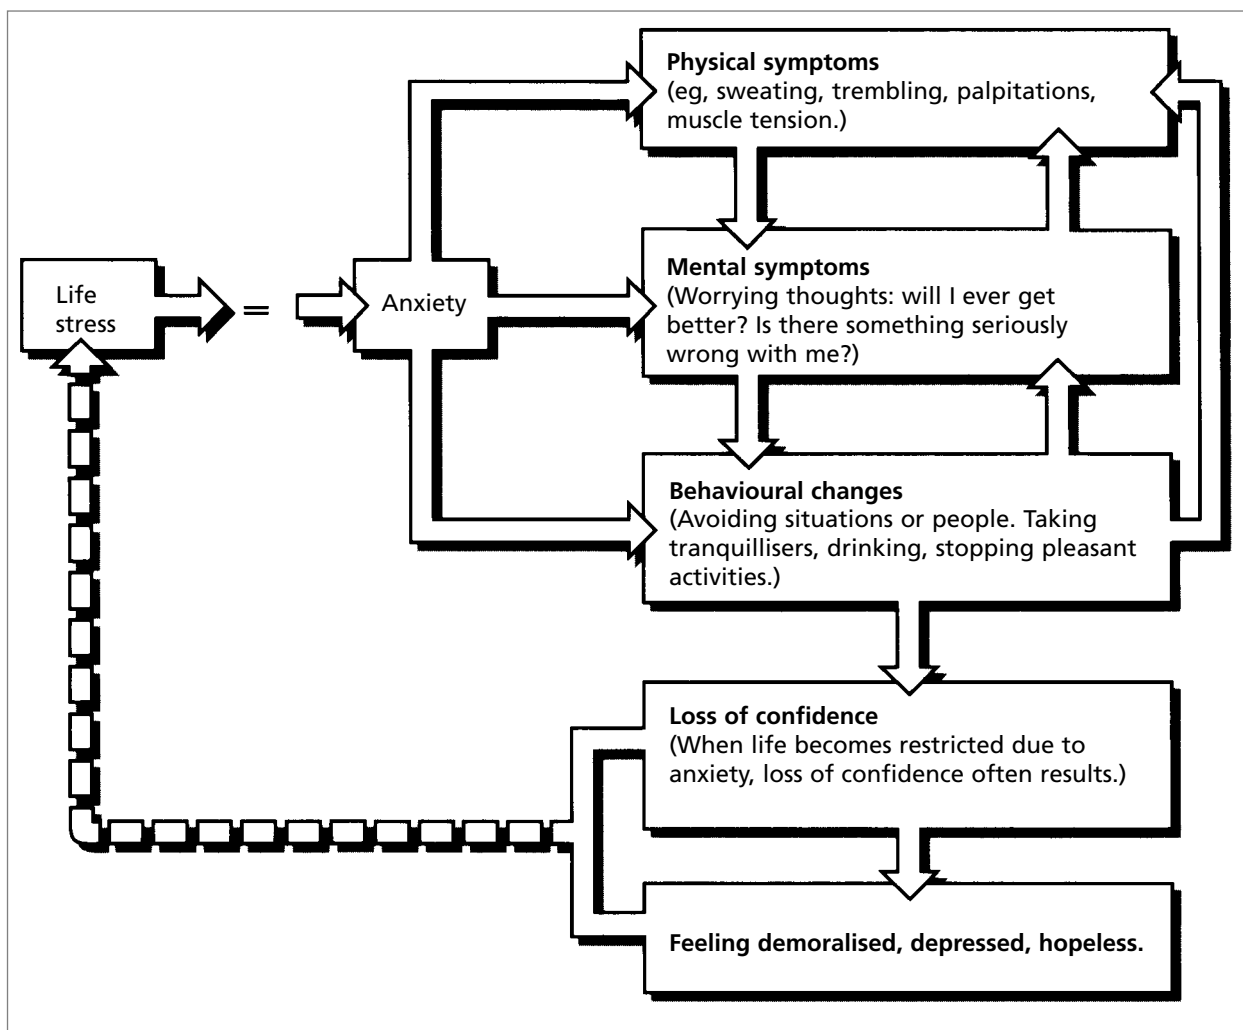 Physical symptoms
(eg, sweating, trembling, palpitations,
muscle tension.)
Life
stress
=
Anxiety
Mental symptoms
(Worrying thoughts: will I ever get
better? Is there something seriously
wrong with me?)
Behavioural changes
(Avoiding situations or people. Taking
tranquillisers, drinking, stopping pleasant
activities.)
Loss of confidence
(When life becomes restricted due to
anxiety, loss of confidence often results.)
Feeling demoralised, depressed, hopeless.